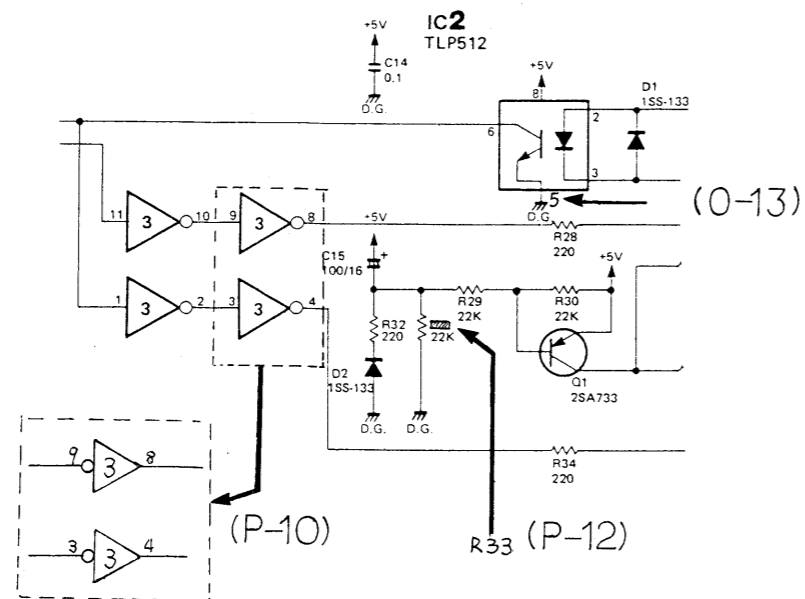 IC2
TLP512
+5V
C14
0.1
D.G.
+5V
8
D1
1SS-133
6
2
3
5
D.G.
(O-13)
11
3
10
9
3
8
+5V
R28
220
C15
100/16
+
+5V
1
3
2
3
3
4
R29
22K
R30
22K
R32
220
22K
D2
1SS-133
Q1
2SA733
D.G.
D.G.
R34
220
9
3
8
(P-10)
R33
(P-12)
3
3
4